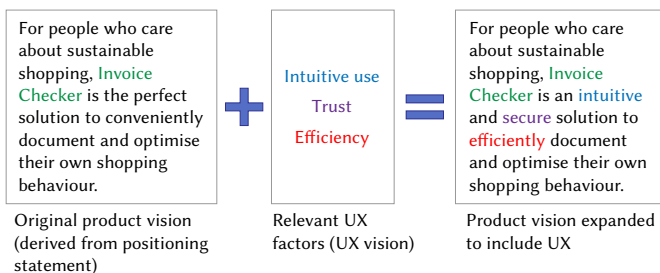 For people who care
about sustainable
shopping, Invoice
Checker is the perfect
solution to conveniently
document and optimise
their own shopping
behaviour.
Original product vision
(derived from positioning
statement)
Intuitive use
Trust
Efficiency
Relevant UX
factors (UX vision)
For people who care
about sustainable
shopping, Invoice
Checker is an intuitive
and secure solution to
efficiently document
and optimise their own
shopping behaviour.
Product vision expanded
to include UX